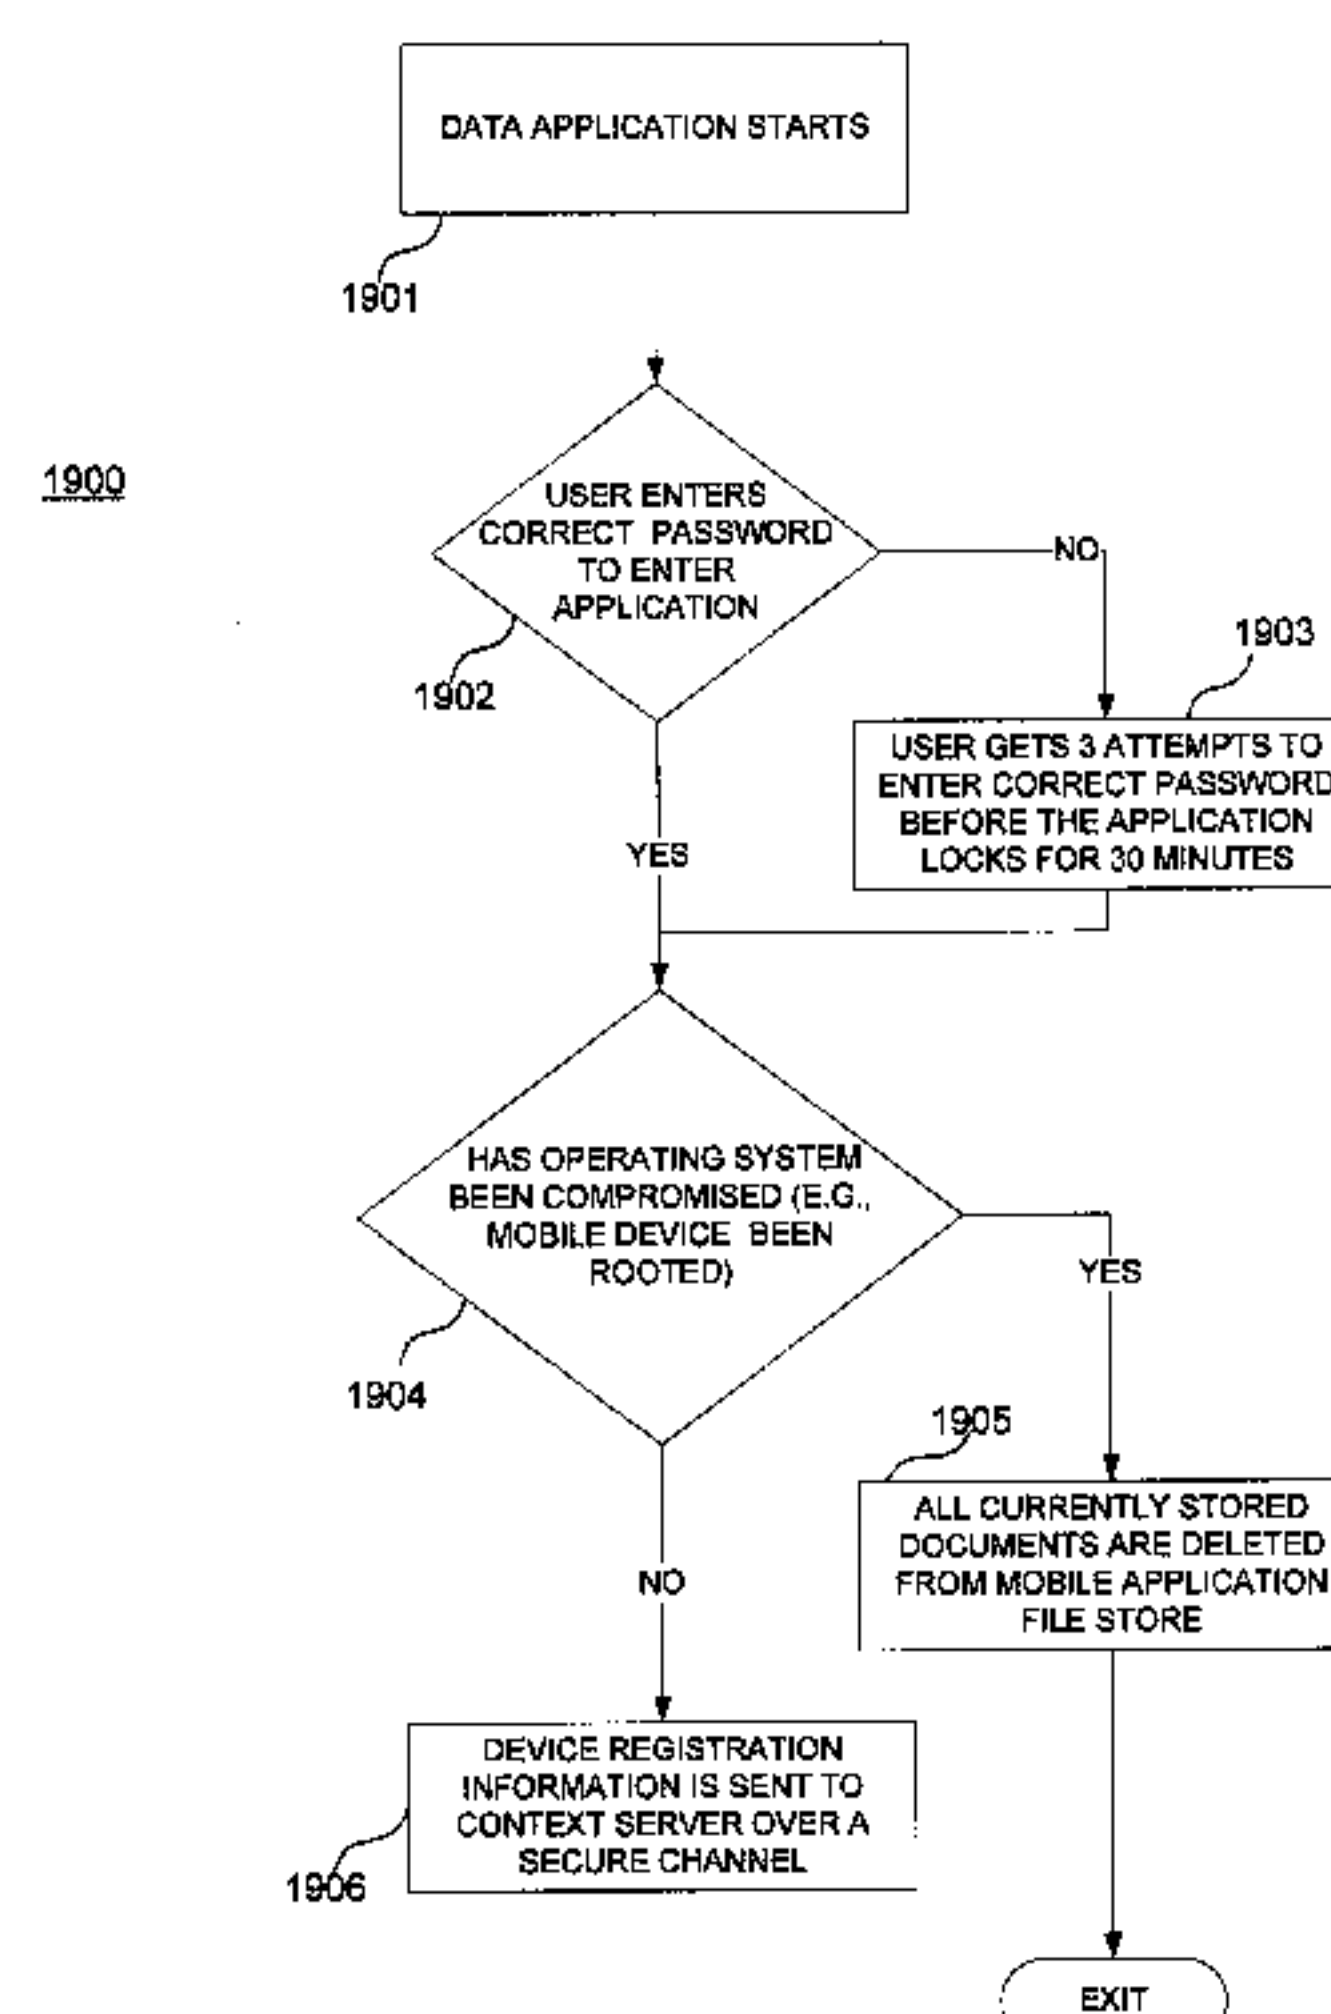 DATA APPLICATION STARTS
1901
1900
USER ENTERS
CORRECT PASSWORD
TO ENTER
APPLICATION
NO
1902
1903
USER GETS 3 ATTEMPTS TO
ENTER CORRECT PASSWORD
BEFORE THE APPLICATION
LOCKS FOR 30 MINUTES
YES
HAS OPERATING SYSTEM
BEEN COMPROMISED (E.G.,
MOBILE DEVICE BEEN
ROOTED)
YES
1904
1905
ALL CURRENTLY STORED
DOCUMENTS ARE DELETED
FROM MOBILE APPLICATION
FILE STORE
NO
DEVICE REGISTRATION
INFORMATION IS SENT TO
CONTEXT SERVER OVER A
SECURE CHANNEL
1906
EXIT